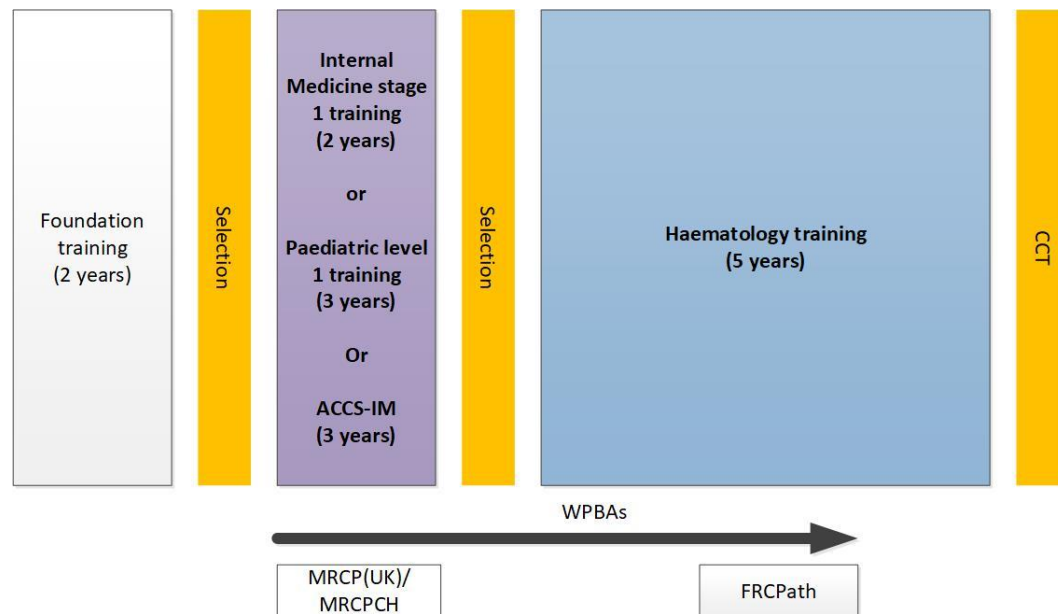 Foundation
training
(2 years)
Selection
Internal
Medicine stage
1 training
(2 years)
or
Paediatric level
1 training
(3 years)
Or
ACCS-IM
(3 years)
Selection
Haematology training
(5 years)
CCT
WPBAs
MRCP(UK)/
MRCPCH
FRCPath